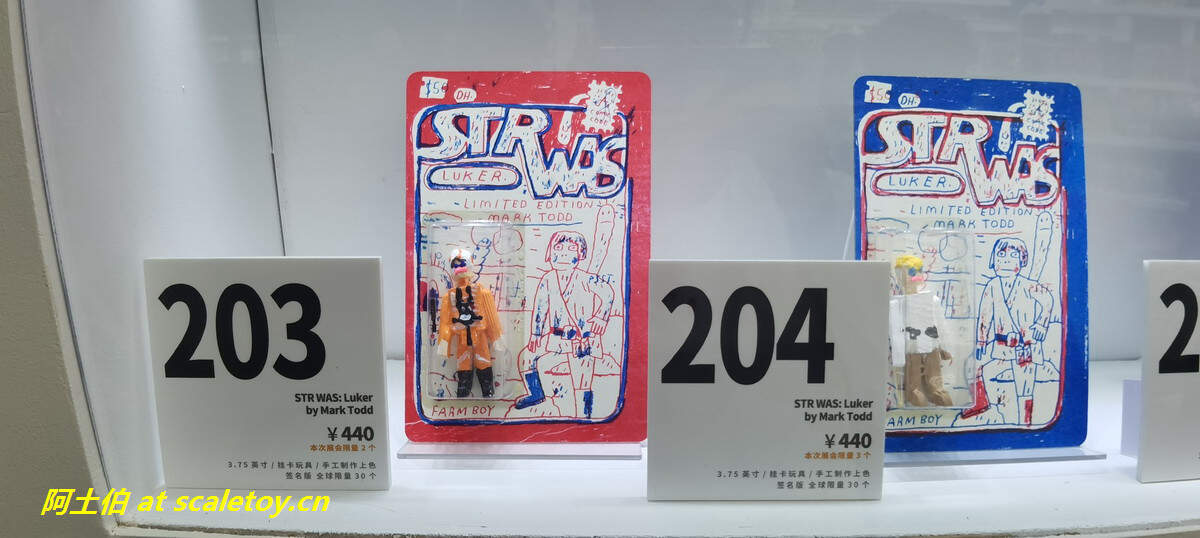 $5¢
DH.
STR WAS
LUKER.
LIMITED EDITION
MARK TODD
PSST.
FARM BOY
203
STR WAS: Luker
by Mark Todd
¥440
本次展会限量 2 个
3.75 英寸 / 挂卡玩具 / 手工制作上色
签名版 全球限量 30 个
$5¢
DH.
STR WAS
LUKER.
LIMITED EDITION
MARK TODD
PSST.
FARM BOY
204
STR WAS: Luker
by Mark Todd
¥440
本次展会限量 3 个
3.75 英寸 / 挂卡玩具 / 手工制作上色
签名版 全球限量 30 个
2
阿土伯 at scaletoy.cn